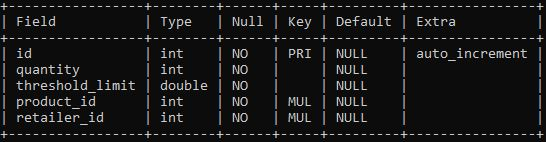 +-----------------+--------+------+-----+---------+----------------+
| Field           | Type   | Null | Key | Default | Extra          |
+-----------------+--------+------+-----+---------+----------------+
| id              | int    | NO   | PRI | NULL    | auto_increment |
| quantity        | int    | NO   |     | NULL    |                |
| threshold_limit | double | NO   |     | NULL    |                |
| product_id      | int    | NO   | MUL | NULL    |                |
| retailer_id     | int    | NO   | MUL | NULL    |                |
+-----------------+--------+------+-----+---------+----------------+